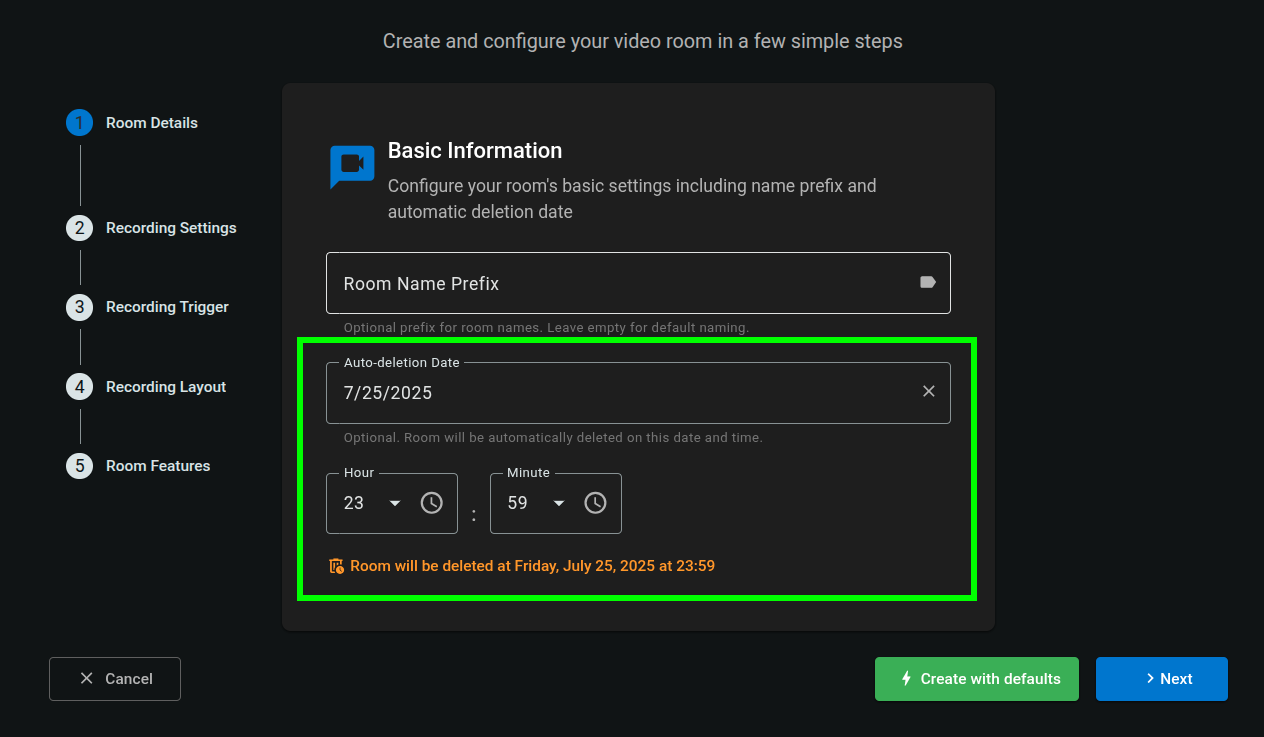 Create and configure your video room in a few simple steps
1 Room Details
2 Recording Settings
3 Recording Trigger
4 Recording Layout
5 Room Features
Basic Information
Configure your room's basic settings including name prefix and
automatic deletion date
Room Name Prefix
Optional prefix for room names. Leave empty for default naming.
Auto-deletion Date
7/25/2025
Optional. Room will be automatically deleted on this date and time.
Hour Minute
23 : 59
Room will be deleted at Friday, July 25, 2025 at 23:59
Cancel Create with defaults Next